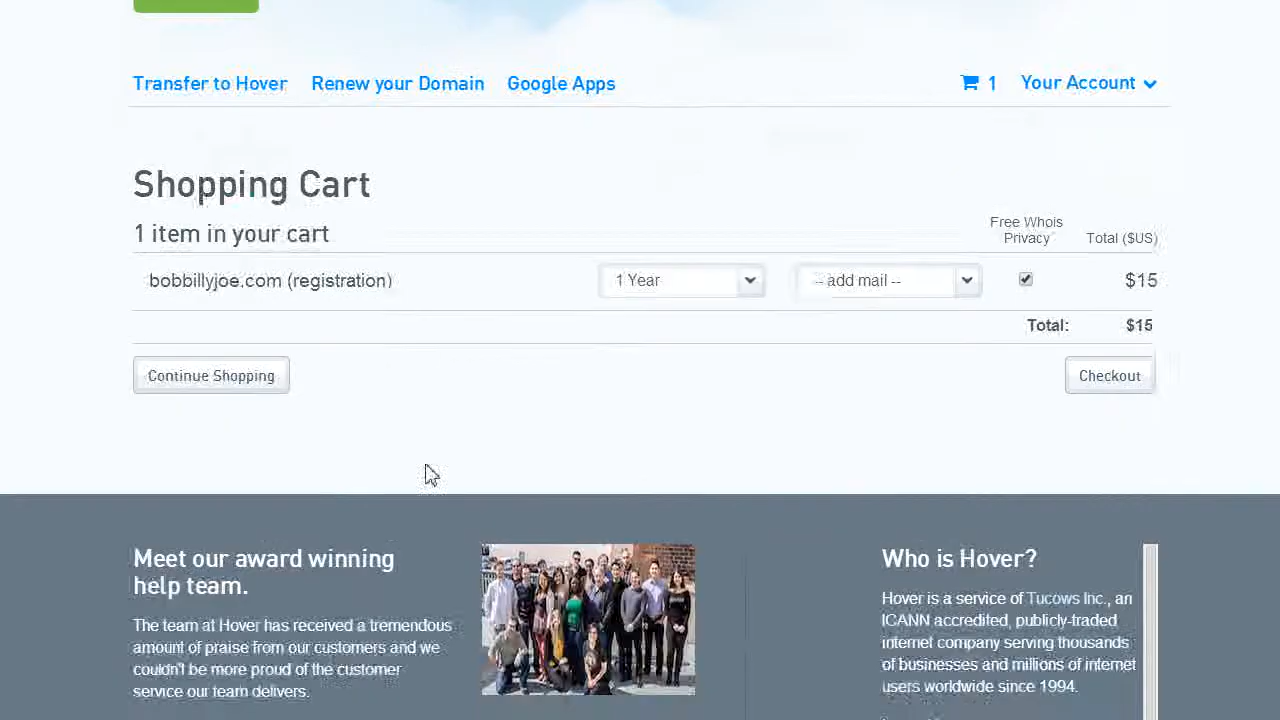 Transfer to Hover Renew your Domain Google Apps 1 Your Account
Shopping Cart
1 item in your cart
Free Whois
Privacy
Total ($US)
bobbillyjoe.com (registration) 1 Year -- add mail -- $15
Total: $15
Continue Shopping Checkout
Meet our award winning
help team.
The team at Hover has received a tremendous
amount of praise from our customers and we
couldn't be more proud of the customer
service our team delivers.
Who is Hover?
Hover is a service of Tucows Inc., an
ICANN accredited, publicly-traded
internet company serving thousands
of businesses and millions of internet
users worldwide since 1994.